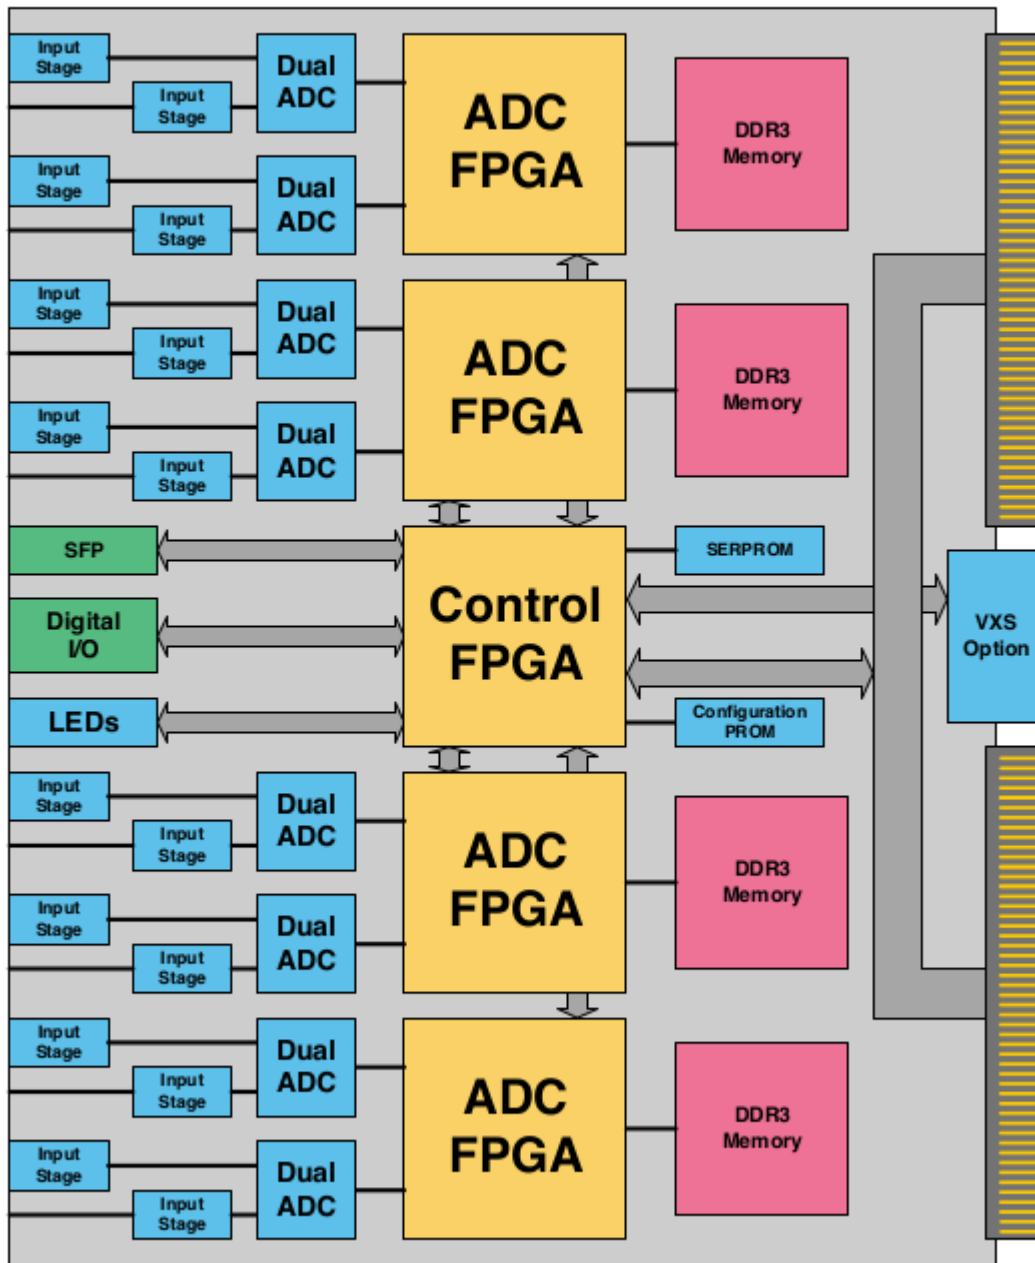 Input
Stage
Dual
ADC
Input
Stage
ADC
FPGA
DDR3
Memory
Input
Stage
Dual
ADC
Input
Stage
Input
Stage
Dual
ADC
Input
Stage
ADC
FPGA
DDR3
Memory
Input
Stage
Dual
ADC
Input
Stage
SFP
SERPROM
Digital
I/O
Control
FPGA
VXS
Option
LEDs
Configuration
PROM
Input
Stage
Dual
ADC
Input
Stage
ADC
FPGA
DDR3
Memory
Input
Stage
Dual
ADC
Input
Stage
Input
Stage
Dual
ADC
Input
Stage
ADC
FPGA
DDR3
Memory
Input
Stage
Dual
ADC
Input
Stage